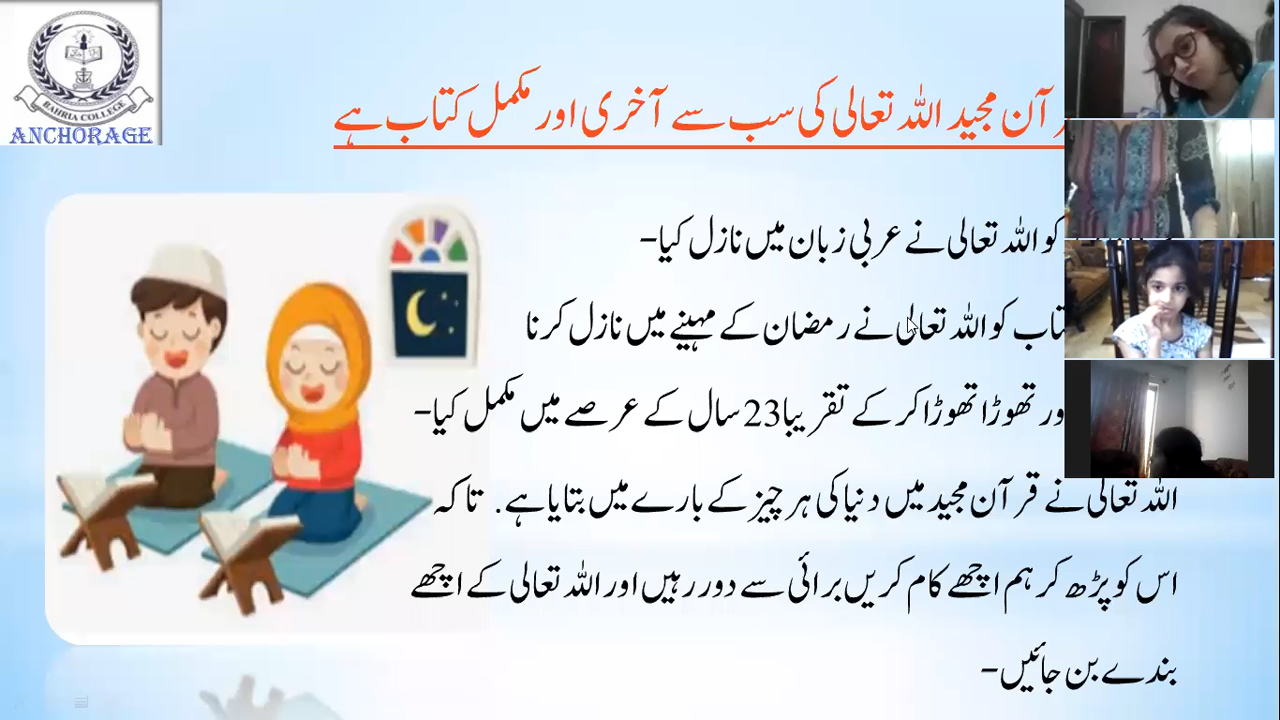 BAHRIA COLLEGE
ANCHORAGE
آن مجید اللہ تعالی کی سب سے آخری اور مکمل کتاب ہے
کو اللہ تعالی نے عربی زبان میں نازل کیا-
کو اللہ تعالی نے رمضان کے مہینے میں نازل کرنا
تھوڑا تھوڑا کر کے تقریبا 23 سال کے عرصے میں مکمل کیا-
اللہ تعالی نے قرآن مجید میں دنیا کی ہر چیز کے بارے میں بتایا ہے. تاکہ
اس کو پڑھ کر ہم اچھے کام کریں برائی سے دور رہیں اور اللہ تعالی کے اچھے
بندے بن جائیں-